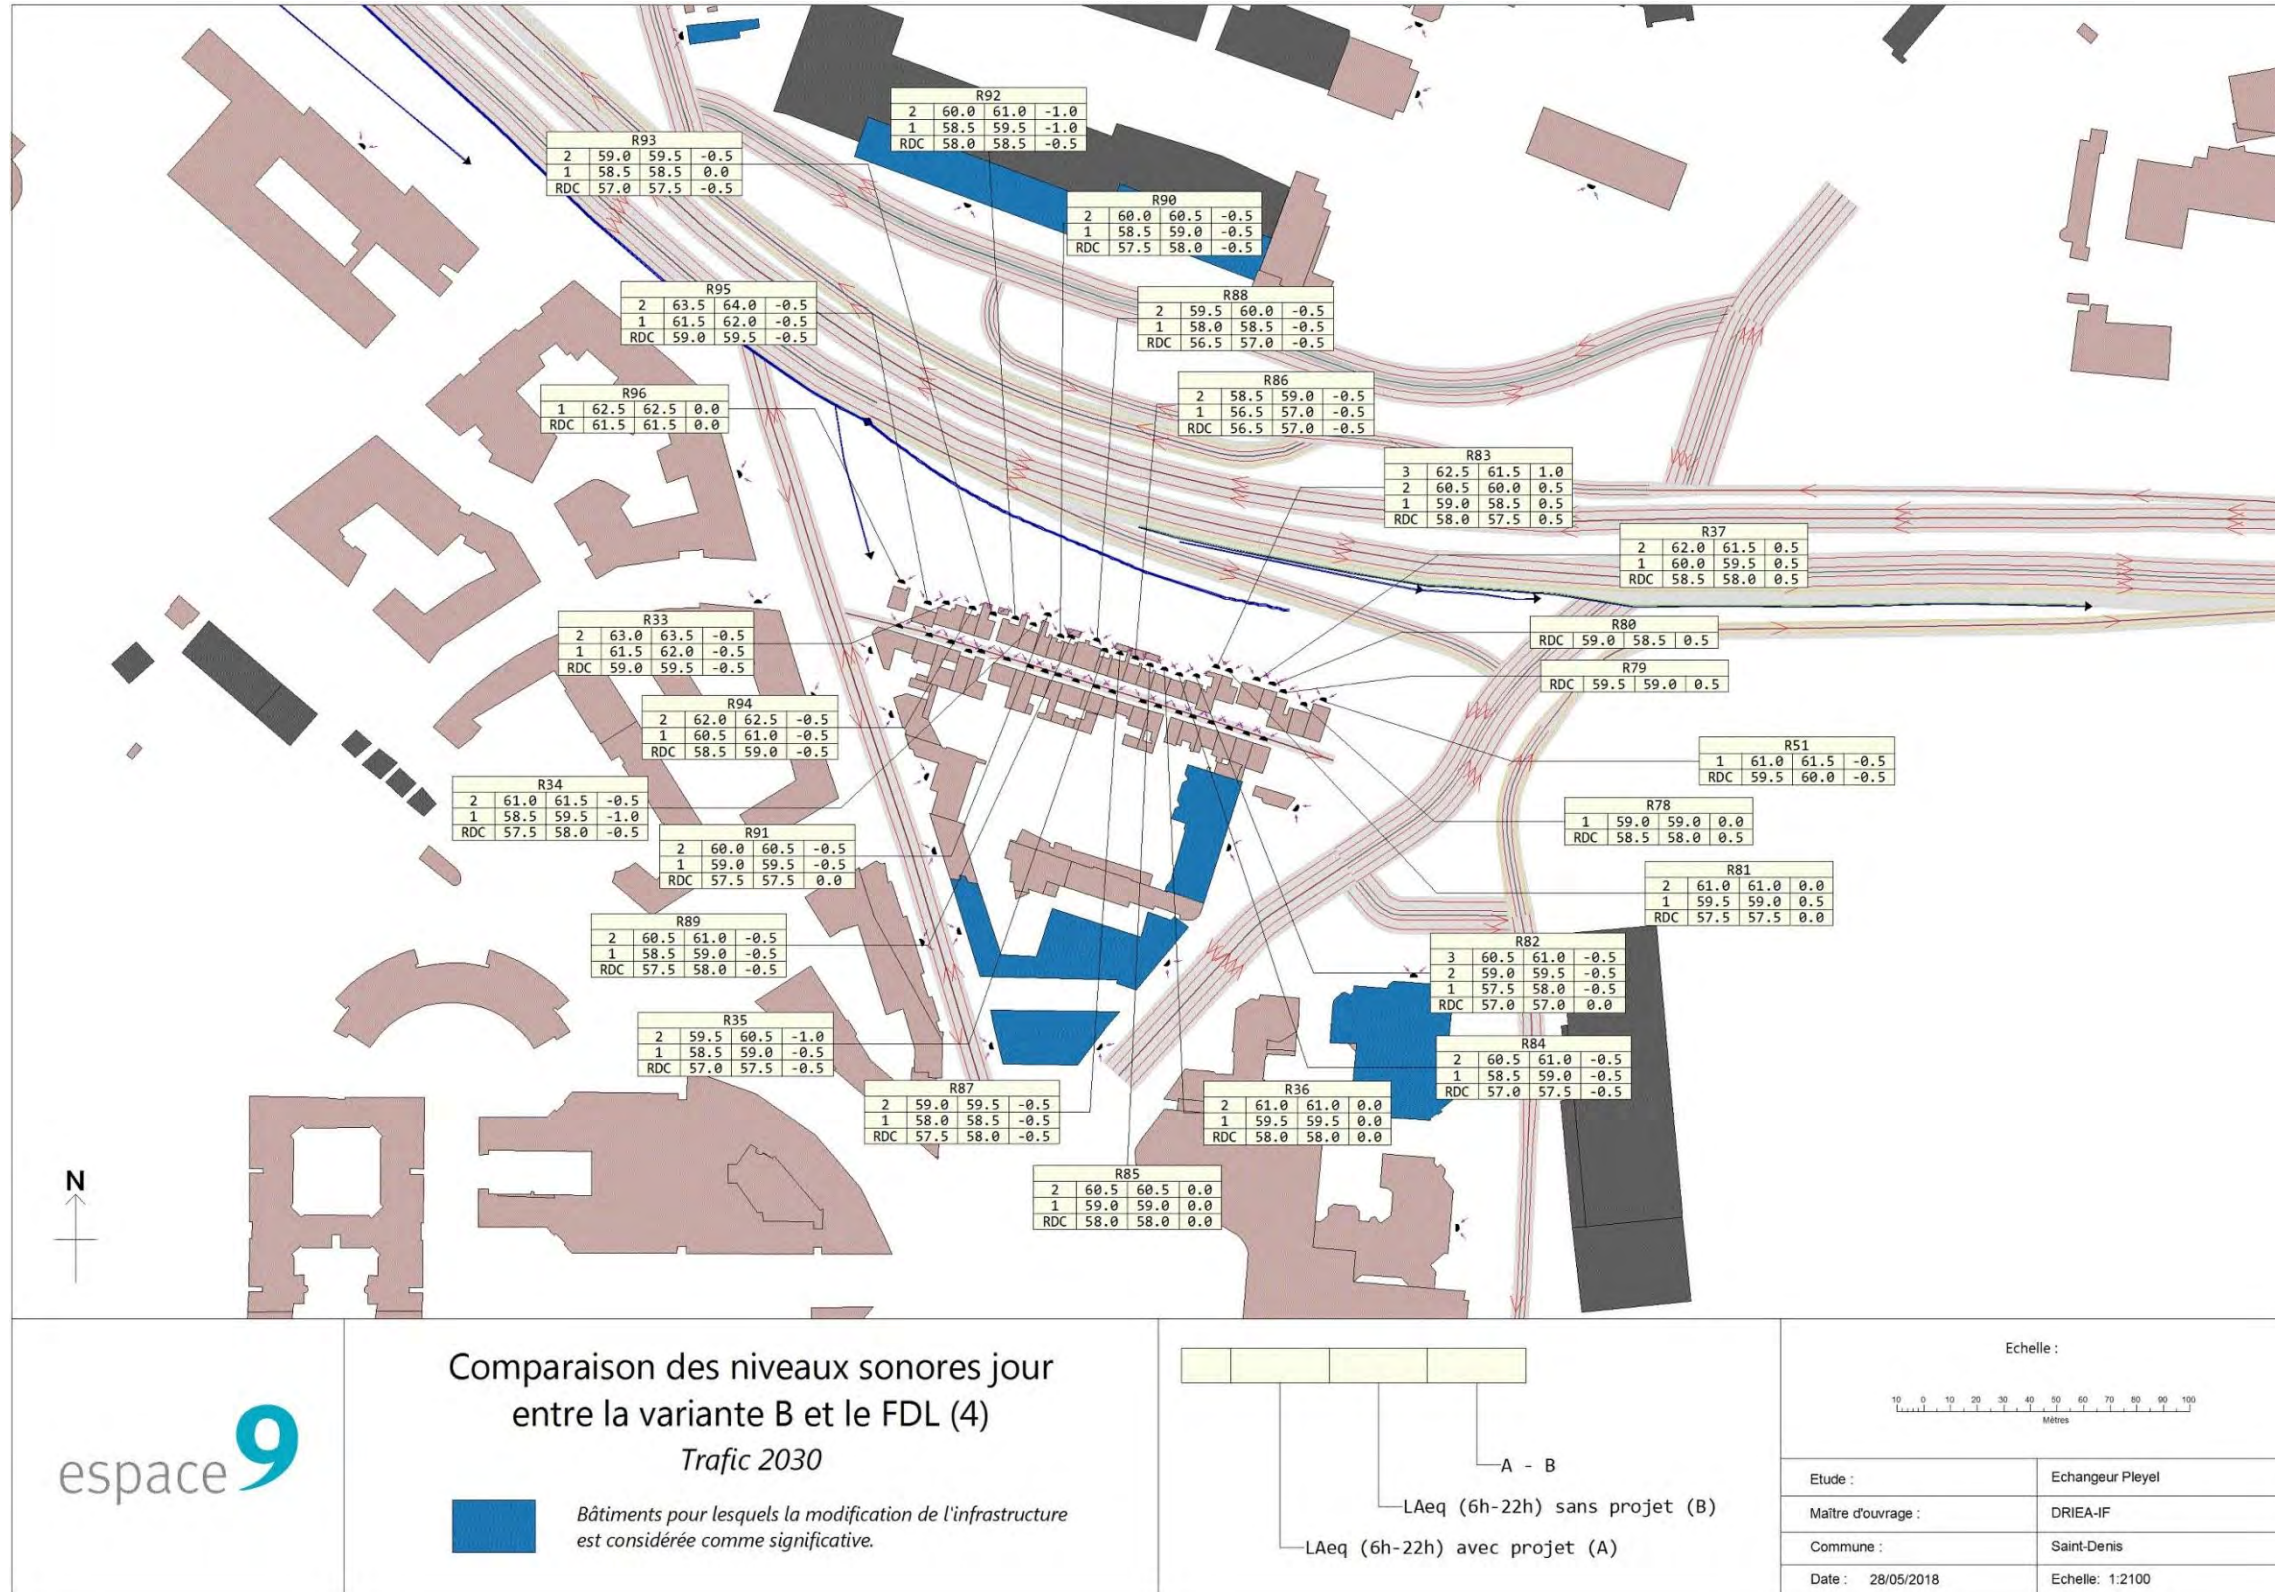 R92
2 60.0 61.0 -1.0
1 58.5 59.5 -1.0
RDC 58.0 58.5 -0.5
R93
2 59.0 59.5 -0.5
1 58.5 58.5 0.0
RDC 57.0 57.5 -0.5
R90
2 60.0 60.5 -0.5
1 58.5 59.0 -0.5
RDC 57.5 58.0 -0.5
R95
2 63.5 64.0 -0.5
1 61.5 62.0 -0.5
RDC 59.0 59.5 -0.5
R88
2 59.5 60.0 -0.5
1 58.0 58.5 -0.5
RDC 56.5 57.0 -0.5
R96
1 62.5 62.5 0.0
RDC 61.5 61.5 0.0
R86
2 58.5 59.0 -0.5
1 56.5 57.0 -0.5
RDC 56.5 57.0 -0.5
R83
3 62.5 61.5 1.0
2 60.5 60.0 0.5
1 59.0 58.5 0.5
RDC 58.0 57.5 0.5
R37
2 62.0 61.5 0.5
1 60.0 59.5 0.5
RDC 58.5 58.0 0.5
R33
2 63.0 63.5 -0.5
1 61.5 62.0 -0.5
RDC 59.0 59.5 -0.5
R80
RDC 59.0 58.5 0.5
R79
RDC 59.5 59.0 0.5
R94
2 62.0 62.5 -0.5
1 60.5 61.0 -0.5
RDC 58.5 59.0 -0.5
R51
1 61.0 61.5 -0.5
RDC 59.5 60.0 -0.5
R34
2 61.0 61.5 -0.5
1 58.5 59.5 -1.0
RDC 57.5 58.0 -0.5
R78
1 59.0 59.0 0.0
RDC 58.5 58.0 0.5
R91
2 60.0 60.5 -0.5
1 59.0 59.5 -0.5
RDC 57.5 57.5 0.0
R81
2 61.0 61.0 0.0
1 59.5 59.0 0.5
RDC 57.5 57.5 0.0
R89
2 60.5 61.0 -0.5
1 58.5 59.0 -0.5
RDC 57.5 58.0 -0.5
R82
3 60.5 61.0 -0.5
2 59.0 59.5 -0.5
1 57.5 58.0 -0.5
RDC 57.0 57.0 0.0
R35
2 59.5 60.5 -1.0
1 58.5 59.0 -0.5
RDC 57.0 57.5 -0.5
R84
2 60.5 61.0 -0.5
1 58.5 59.0 -0.5
RDC 57.0 57.5 -0.5
R87
2 59.0 59.5 -0.5
1 58.0 58.5 -0.5
RDC 57.5 58.0 -0.5
R36
2 61.0 61.0 0.0
1 59.5 59.5 0.0
RDC 58.0 58.0 0.0
R85
2 60.5 60.5 0.0
1 59.0 59.0 0.0
RDC 58.0 58.0 0.0
N
espace 9
Comparaison des niveaux sonores jour
entre la variante B et le FDL (4)
Trafic 2030
Bâtiments pour lesquels la modification de l'infrastructure
est considérée comme significative.
A - B
LAeq (6h-22h) sans projet (B)
LAeq (6h-22h) avec projet (A)
Echelle :
10 0 10 20 30 40 50 60 70 80 90 100
Mètres
Etude : Echangeur Pleyel
Maître d'ouvrage : DRIEA-IF
Commune : Saint-Denis
Date : 28/05/2018 Echelle: 1:2100